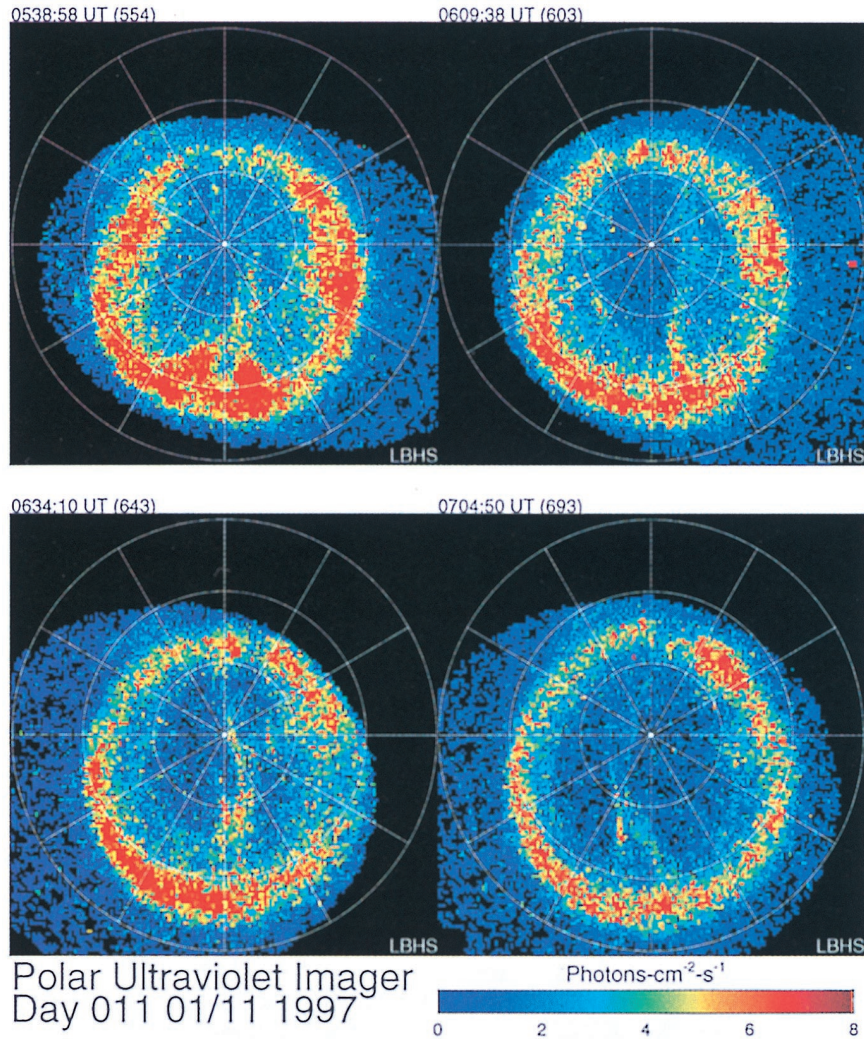 0538:58 UT (554)
0609:38 UT (603)
LBHS
LBHS
0634:10 UT (643)
0704:50 UT (693)
LBHS
LBHS
Polar Ultraviolet Imager
Day 011 01/11 1997
Photons-cm⁻²-s⁻¹
0 2 4 6 8